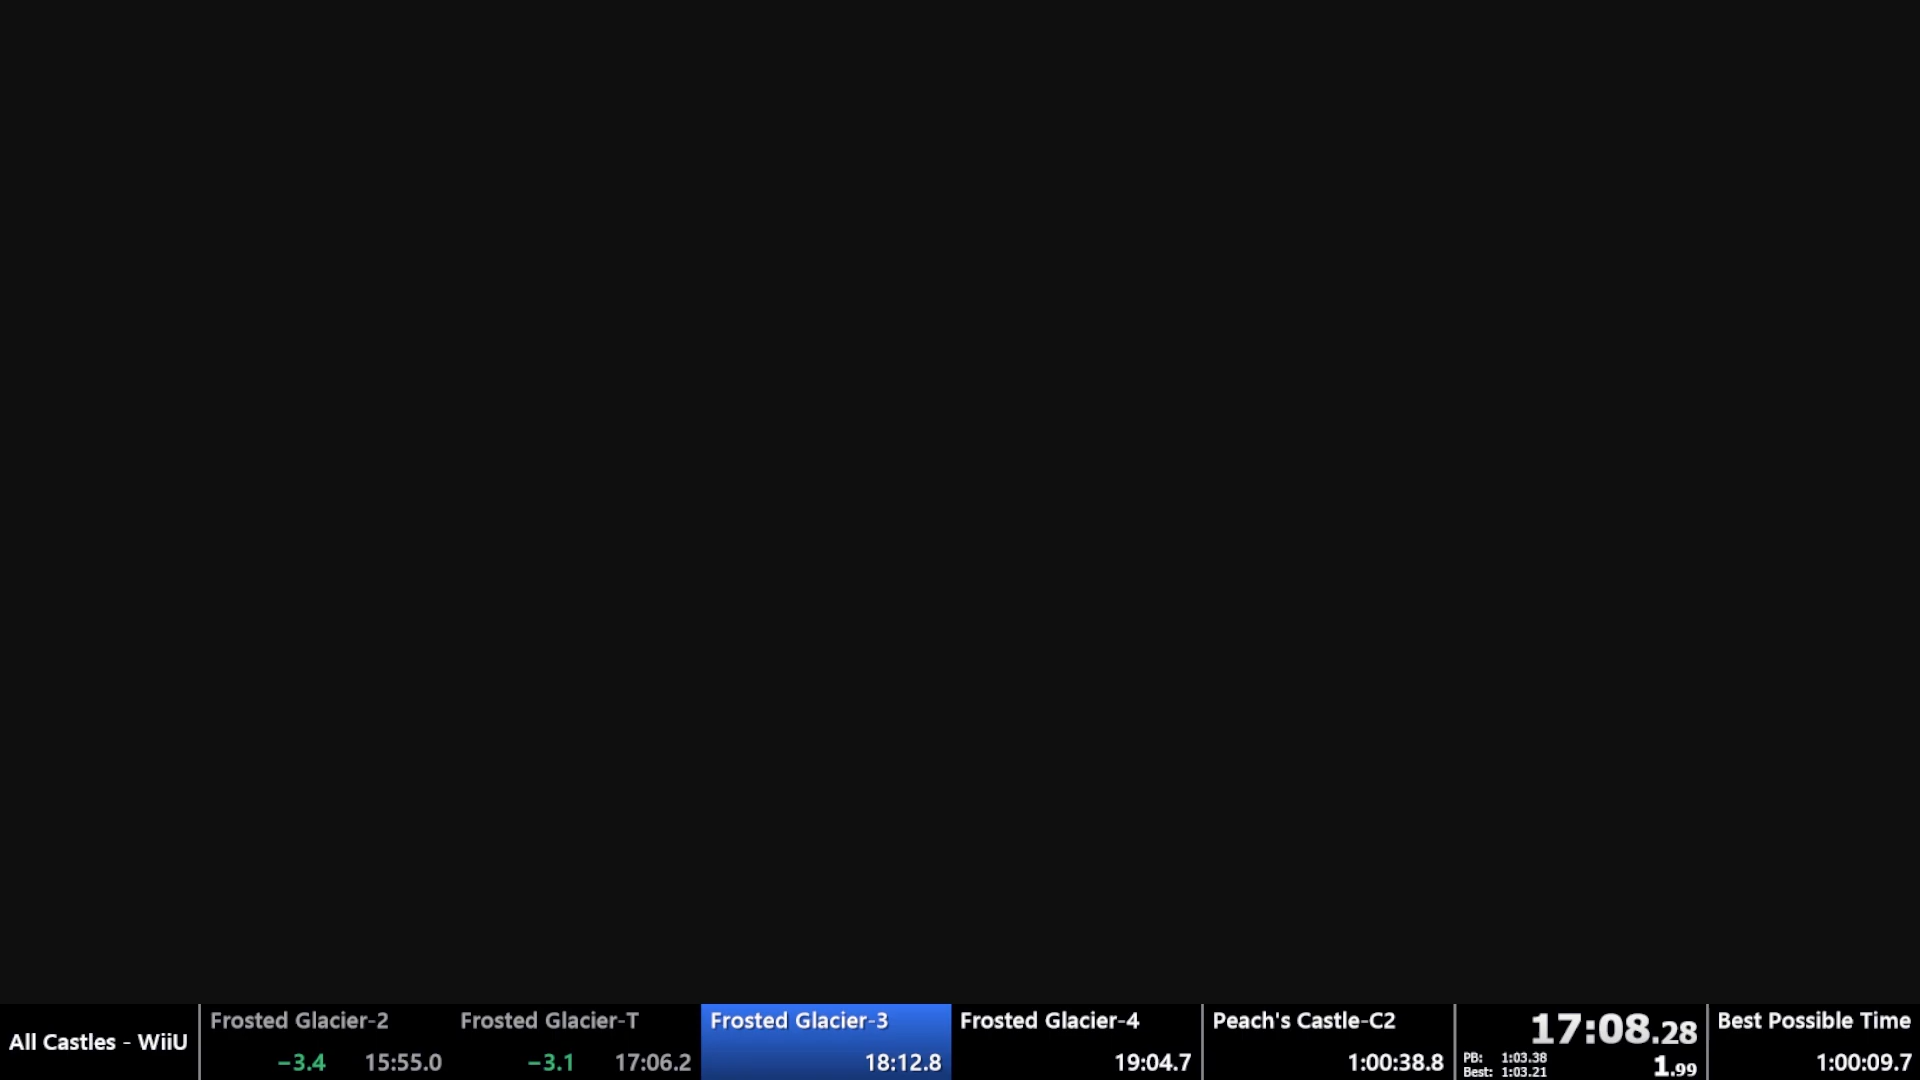 All Castles - WiiU
Frosted Glacier-2
−3.4 15:55.0
Frosted Glacier-T
−3.1 17:06.2
Frosted Glacier-3
18:12.8
Frosted Glacier-4
19:04.7
Peach's Castle-C2
1:00:38.8
17:08.28
PB: 1:03.38
Best: 1:03.21
1.99
Best Possible Time
1:00:09.7